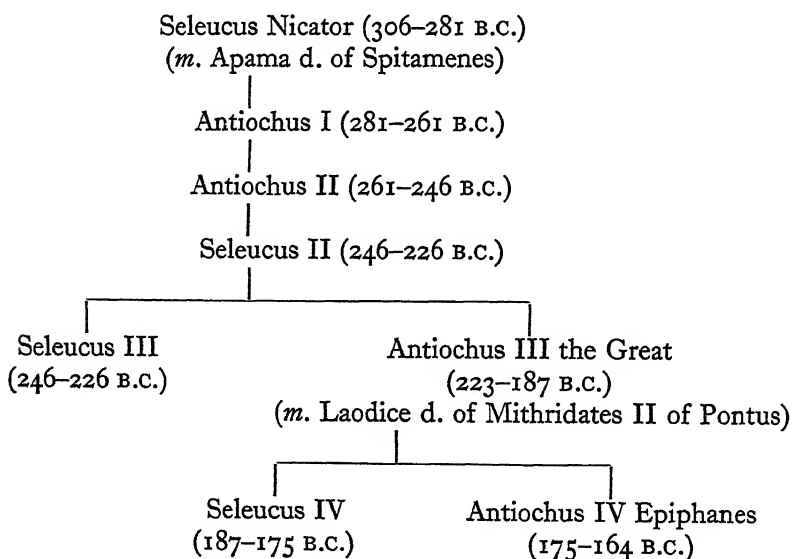 Seleucus Nicator (306–281 B.C.)
(m. Apama d. of Spitamenes)
Antiochus I (281–261 B.C.)
Antiochus II (261–246 B.C.)
Seleucus II (246–226 B.C.)
Seleucus III
(246–226 B.C.)
Antiochus III the Great
(223–187 B.C.)
(m. Laodice d. of Mithridates II of Pontus)
Seleucus IV
(187–175 B.C.)
Antiochus IV Epiphanes
(175–164 B.C.)